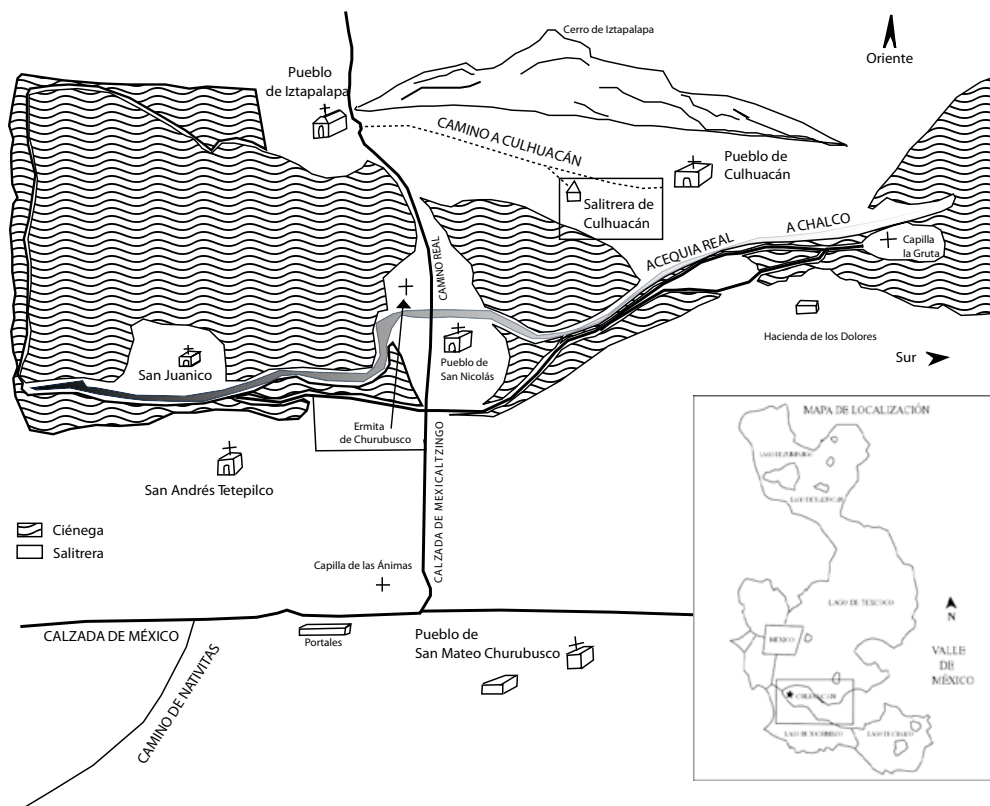 Cerro de Iztapalapa
Oriente
Pueblo
de Iztapalapa
CAMINO A CULHUACÁN
Pueblo de
Culhuacán
Salitrera de
Culhuacán
A CHALCO
ACEQUIA REAL
Capilla
la Gruta
CAMINO REAL
Hacienda de los Dolores
Sur
San Juanico
Pueblo de
San Nicolás
Ermita
de Churubusco
CALZADA DE MEXICALTZINGO
San Andrés Tetepilco
Ciénega
Salitrera
Capilla de las Ánimas
CALZADA DE MÉXICO
Portales
Pueblo de
San Mateo Churubusco
CAMINO DE NATIVITAS
MAPA DE LOCALIZACIÓN
LAGO DE ZUMPANGO
LAGO DE XALTOCAN
LAGO DE TEXCOCO
N
MÉXICO
VALLE
DE
MÉXICO
CULHUACÁN
LAGO DE XOCHIMILCO
LAGO DE CHALCO